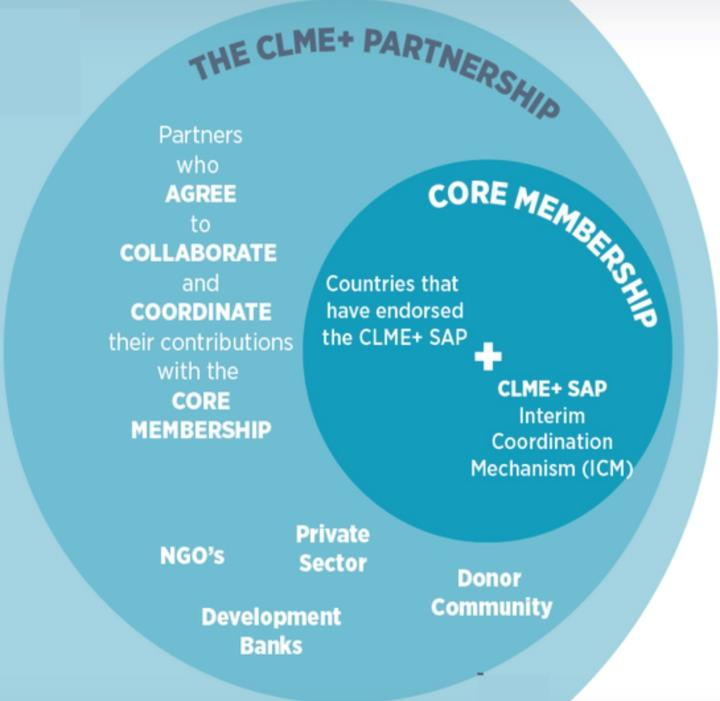 THE CLME+ PARTNERSHIP
Partners
who
AGREE
to
COLLABORATE
and
COORDINATE
their contributions
with the
CORE
MEMBERSHIP
CORE MEMBERSHIP
Countries that
have endorsed
the CLME+ SAP
+
CLME+ SAP
Interim
Coordination
Mechanism (ICM)
NGO's
Private
Sector
Development
Banks
Donor
Community